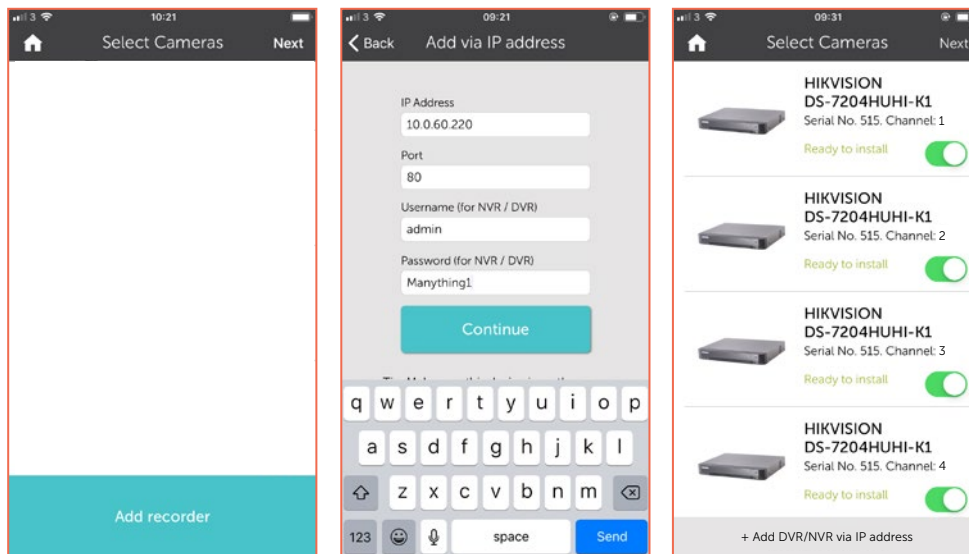 3 10:21
Select Cameras Next
Add recorder
3 09:21
Back Add via IP address
IP Address
10.0.60.220
Port
80
Username (for NVR / DVR)
admin
Password (for NVR / DVR)
Manything1
Continue
q w e r t y u i o p
a s d f g h j k l
z x c v b n m
123 space Send
3 09:31
Select Cameras Next
HIKVISION
DS-7204HUHI-K1
Serial No. 515. Channel: 1
Ready to install
HIKVISION
DS-7204HUHI-K1
Serial No. 515. Channel: 2
Ready to install
HIKVISION
DS-7204HUHI-K1
Serial No. 515. Channel: 3
Ready to install
HIKVISION
DS-7204HUHI-K1
Serial No. 515. Channel: 4
Ready to install
+ Add DVR/NVR via IP address